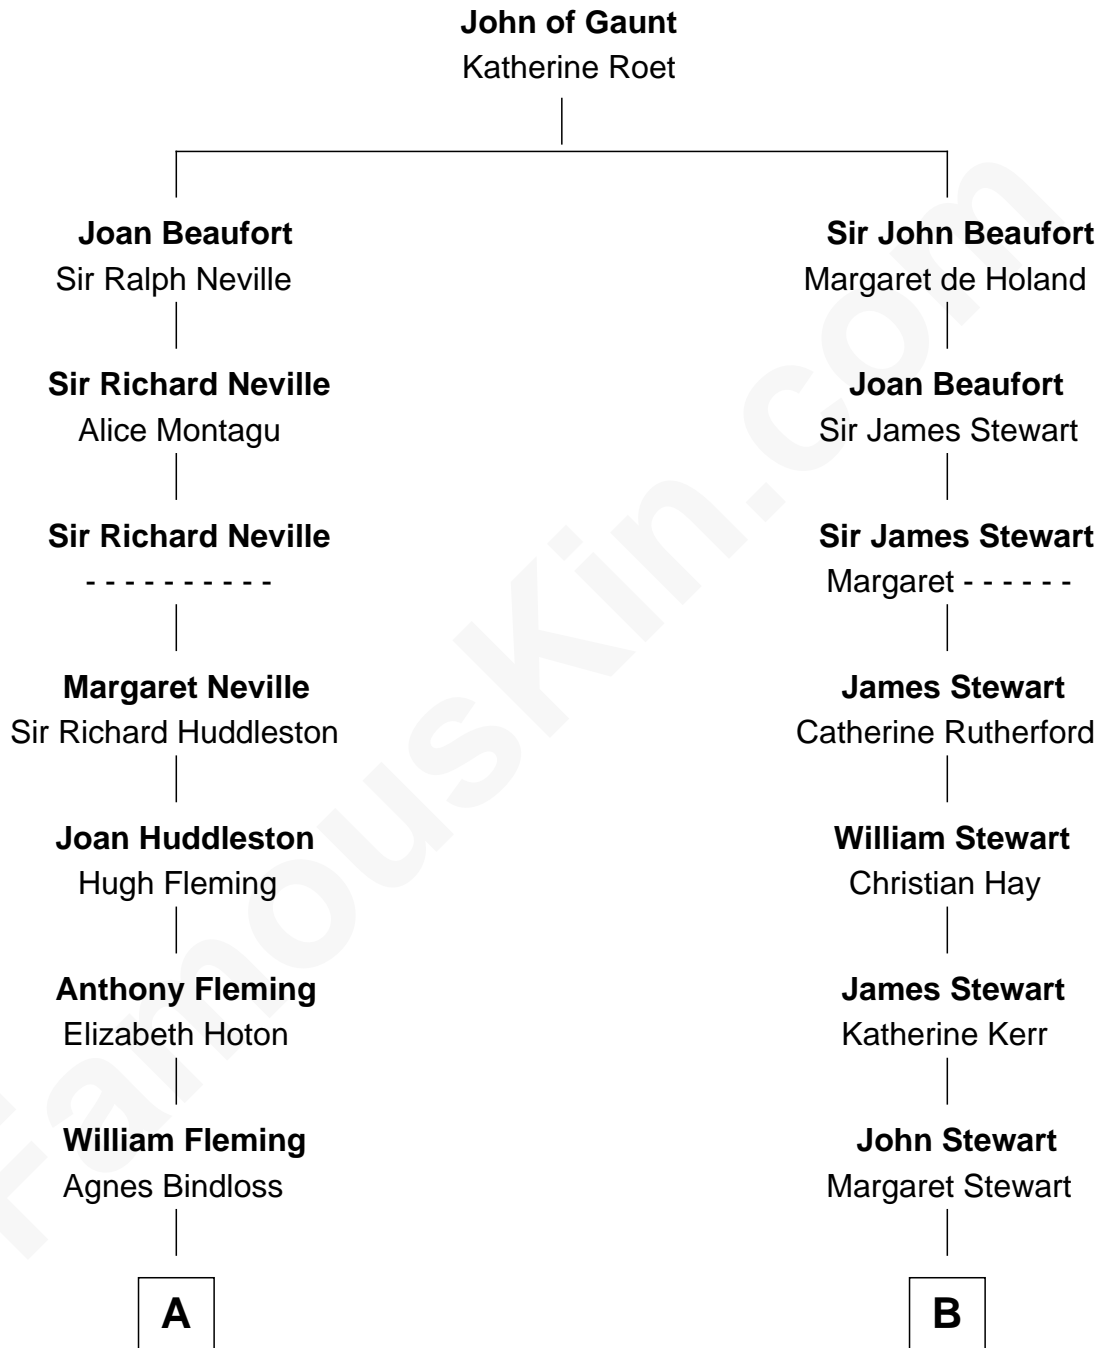 John of Gaunt
Katherine Roet
Joan Beaufort
Sir Ralph Neville
Sir John Beaufort
Margaret de Holand
Sir Richard Neville
Alice Montagu
Joan Beaufort
Sir James Stewart
Sir Richard Neville
- - - - - - - - - -
Sir James Stewart
Margaret - - - - - -
Margaret Neville
Sir Richard Huddleston
James Stewart
Catherine Rutherford
Joan Huddleston
Hugh Fleming
William Stewart
Christian Hay
Anthony Fleming
Elizabeth Hoton
James Stewart
Katherine Kerr
William Fleming
Agnes Bindloss
John Stewart
Margaret Stewart
A
B
FamousKin.com